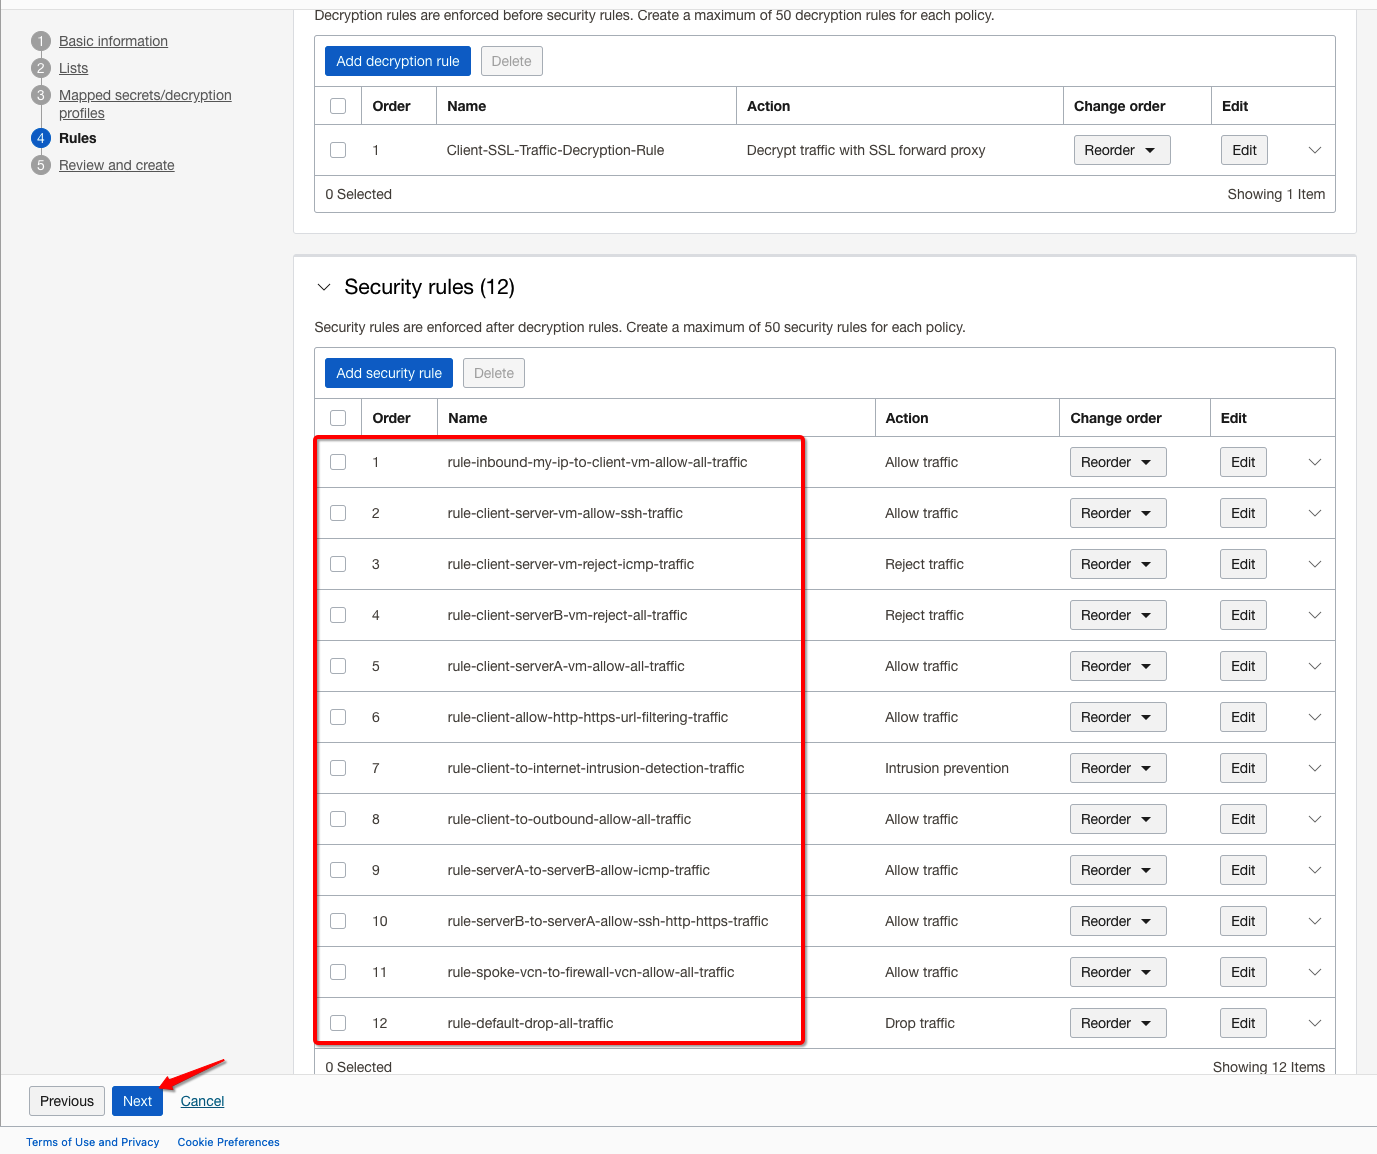 Decryption rules are enforced before security rules. Create a maximum of 50 decryption rules for each policy.
1 Basic information
2 Lists
3 Mapped secrets/decryption
profiles
4 Rules
5 Review and create
Add decryption rule Delete
Order Name Action Change order Edit
1 Client-SSL-Traffic-Decryption-Rule Decrypt traffic with SSL forward proxy Reorder Edit
0 Selected Showing 1 Item
Security rules (12)
Security rules are enforced after decryption rules. Create a maximum of 50 security rules for each policy.
Add security rule Delete
Order Name Action Change order Edit
1 rule-inbound-my-ip-to-client-vm-allow-all-traffic Allow traffic Reorder Edit
2 rule-client-server-vm-allow-ssh-traffic Allow traffic Reorder Edit
3 rule-client-server-vm-reject-icmp-traffic Reject traffic Reorder Edit
4 rule-client-serverB-vm-reject-all-traffic Reject traffic Reorder Edit
5 rule-client-serverA-vm-allow-all-traffic Allow traffic Reorder Edit
6 rule-client-allow-http-https-url-filtering-traffic Allow traffic Reorder Edit
7 rule-client-to-internet-intrusion-detection-traffic Intrusion prevention Reorder Edit
8 rule-client-to-outbound-allow-all-traffic Allow traffic Reorder Edit
9 rule-serverA-to-serverB-allow-icmp-traffic Allow traffic Reorder Edit
10 rule-serverB-to-serverA-allow-ssh-http-https-traffic Allow traffic Reorder Edit
11 rule-spoke-vcn-to-firewall-vcn-allow-all-traffic Allow traffic Reorder Edit
12 rule-default-drop-all-traffic Drop traffic Reorder Edit
0 Selected Showing 12 Items
Previous Next Cancel
Terms of Use and Privacy Cookie Preferences